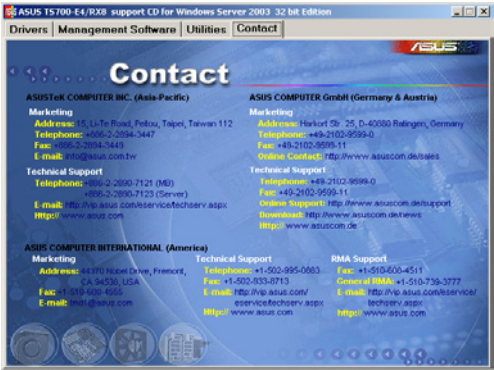 ASUS TS700-E4/RX8 support CD for Windows Server 2003 32 bit Edition
Drivers Management Software Utilities Contact
ASUS
Contact
ASUSTeK COMPUTER INC. (Asia-Pacific)
Marketing
Address: 15, Li-Te Road, Peitou, Taipei, Taiwan 112
Telephone: +886-2-2894-3447
Fax: +886-2-2894-3449
E-mail: info@asus.com.tw
Technical Support
Telephone: +886-2-2890-7121 (MB)
+886-2-2890-7123 (Server)
E-mail: http://vip.asus.com/eservice/techserv.aspx
Http:// www.asus.com
ASUS COMPUTER GmbH (Germany & Austria)
Marketing
Address: Harkort Str. 25, D-40880 Ratingen, Germany
Telephone: +49-2102-9599-0
Fax: +49-2102-9599-11
Online Contact: http://www.asuscom.de/sales
Technical Support
Telephone: +49-2102-9599-0
Fax: +49-2102-9599-11
Online Support: http://www.asuscom.de/support
Download: http://www.asuscom.de/news
Http:// www.asuscom.de
ASUS COMPUTER INTERNATIONAL (America)
Marketing
Address: 44370 Nobel Drive, Fremont,
CA 94538, USA
Fax: +1-510-608-4555
E-mail: @asus.com
Technical Support
Telephone: +1-502-995-0883
Fax: +1-502-933-8713
E-mail: http://vip.asus.com/
eservice/techserv.aspx
Http:// www.asus.com
RMA Support
Fax: +1-510-608-4511
General RMA: +1-510-739-3777
E-mail: http://vip.asus.com/eservice/
techserv.aspx
http:// www.asus.com